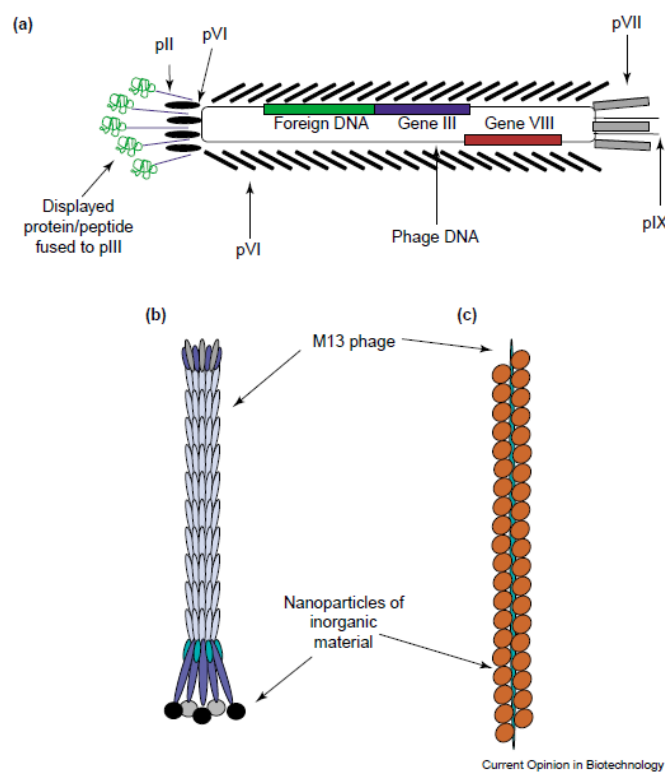 (a)
pII
pVI
pVII
Foreign DNA
Gene III
Gene VIII
Displayed
protein/peptide
fused to pIII
pVI
Phage DNA
pIX
(b)
(c)
M13 phage
Nanoparticles of
inorganic
material
Current Opinion in Biotechnology